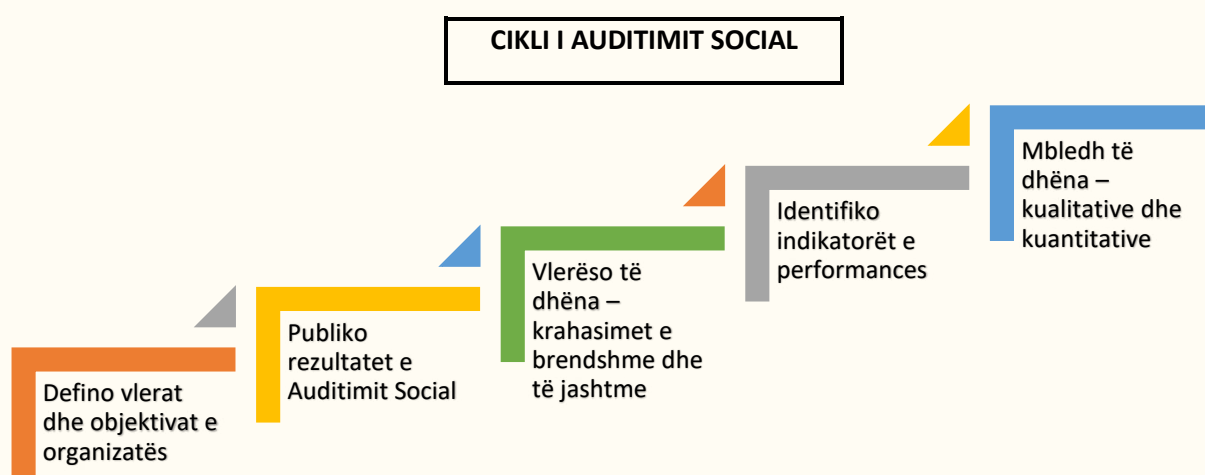 CIKLI I AUDITIMIT SOCIAL
Defino vlerat
dhe objektivat e
organizatës
Publiko
rezultatet e
Auditimit Social
Vlerëso të
dhëna –
krahasimet e
brendshme dhe
të jashtme
Identifiko
indikatorët e
performances
Mbledh të
dhëna –
kualitative dhe
kuantitative